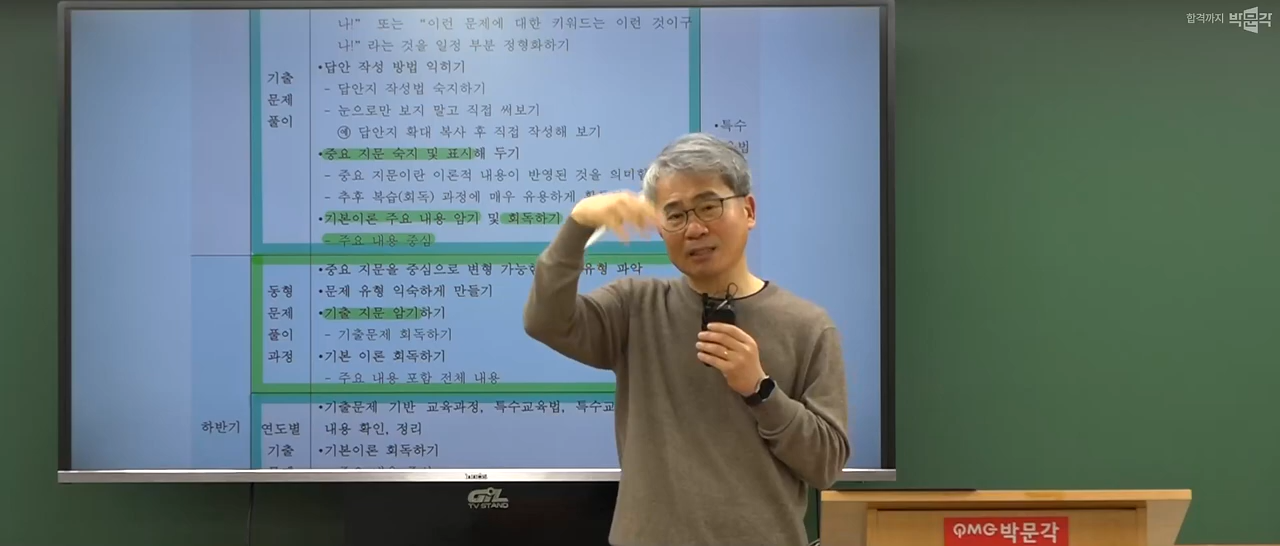 합격까지 박문각
나!” 또는 “이런 문제에 대한 키워드는 이런 것이구
나!” 라는 것을 일정 부분 정형화하기
기출
문제
풀이
•답안 작성 방법 익히기
- 답안지 작성법 숙지하기
- 눈으로만 보지 말고 직접 써보기
예 답안지 확대 복사 후 직접 작성해 보기
•중요 지문 숙지 및 표시해 두기
- 중요 지문이란 이론적 내용이 반영된 것을
- 추후 복습(회독) 과정에 매우 유용하게
•기본이론 주요 내용 암기 및 회독하기
- 주요 내용 중심
•특수
동형
문제
풀이
과정
•중요 지문을 중심으로 변형 유형 파악
•문제 유형 익숙하게 만들기
•기출 지문 암기하기
- 기출문제 회독하기
•기본 이론 회독하기
- 주요 내용 포함 전체 내용
하반기
연도별
기출
•기출문제 기반 교육과정, 특수교육법,
내용 확인, 정리
•기본이론 회독하기
GiL
TV STAND
PMG 박문각